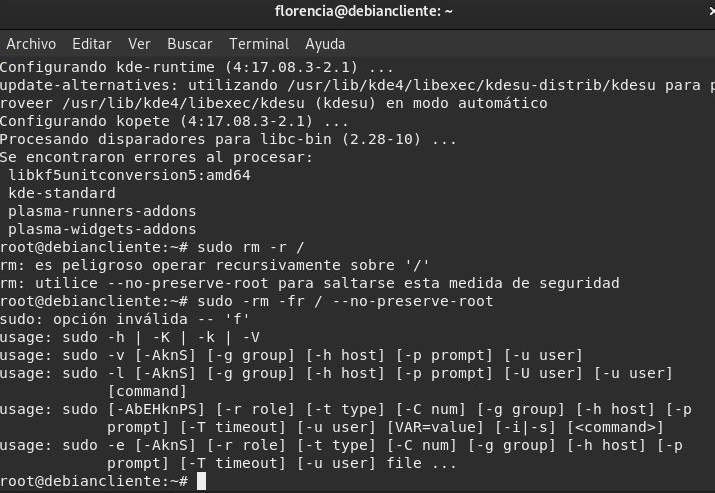 florencia@debiancliente: ~
Archivo Editar Ver Buscar Terminal Ayuda
Configurando kde-runtime (4:17.08.3-2.1) ...
update-alternatives: utilizando /usr/lib/kde4/libexec/kdesu-distrib/kdesu para p
roveer /usr/lib/kde4/libexec/kdesu (kdesu) en modo automático
Configurando kopete (4:17.08.3-2.1) ...
Procesando disparadores para libc-bin (2.28-10) ...
Se encontraron errores al procesar:
 libkf5unitconversion5:amd64
 kde-standard
 plasma-runners-addons
 plasma-widgets-addons
root@debiancliente:~# sudo rm -r /
rm: es peligroso operar recursivamente sobre '/'
rm: utilice --no-preserve-root para saltarse esta medida de seguridad
root@debiancliente:~# sudo -rm -fr / --no-preserve-root
sudo: opción inválida -- 'f'
usage: sudo -h | -K | -k | -V
usage: sudo -v [-AknS] [-g group] [-h host] [-p prompt] [-u user]
usage: sudo -l [-AknS] [-g group] [-h host] [-p prompt] [-U user] [-u user]
            [command]
usage: sudo [-AbEHknPS] [-r role] [-t type] [-C num] [-g group] [-h host] [-p
            prompt] [-T timeout] [-u user] [VAR=value] [-i|-s] [<command>]
usage: sudo -e [-AknS] [-r role] [-t type] [-C num] [-g group] [-h host] [-p
            prompt] [-T timeout] [-u user] file ...
root@debiancliente:~#